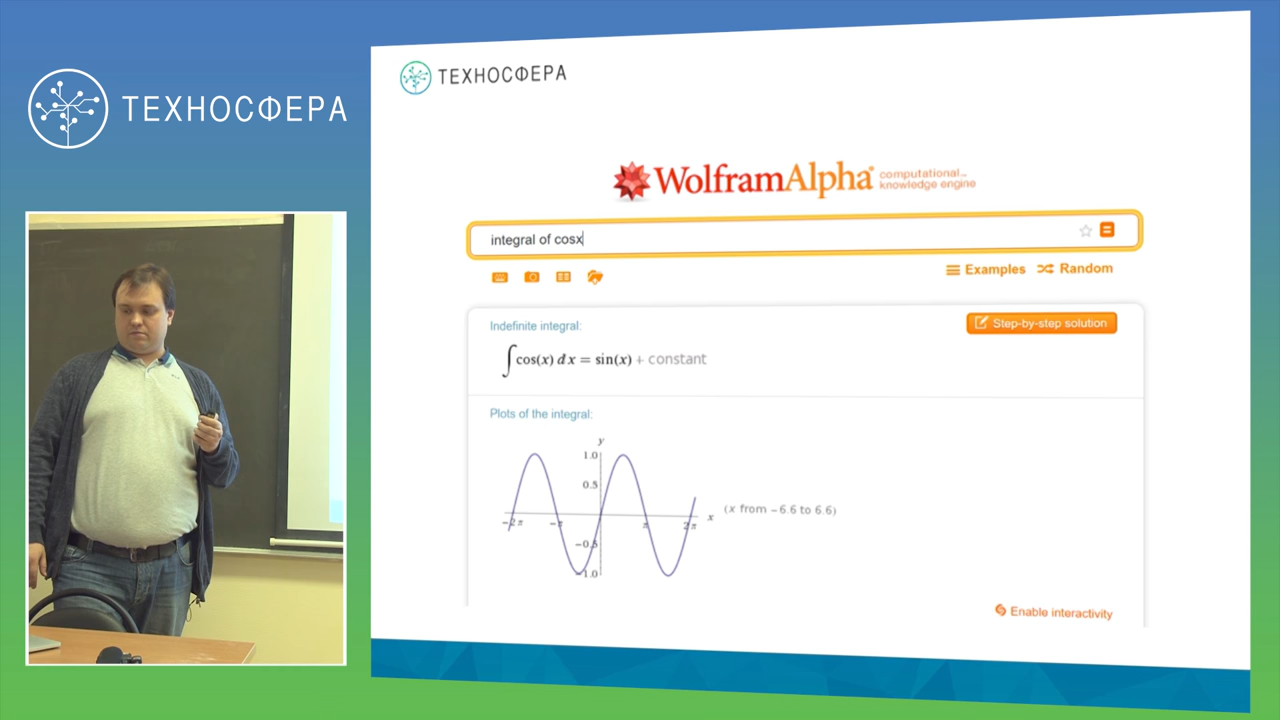 ТЕХНОСФЕРА
ТЕХНОСФЕРА
WolframAlpha computational...
knowledge engine
integral of cosx
Examples Random
Indefinite integral:
Step-by-step solution
∫cos(x) dx = sin(x) + constant
Plots of the integral:
y
1.0
0.5
-2π -π π 2π x
(x from −6.6 to 6.6)
-0.5
-1.0
Enable interactivity